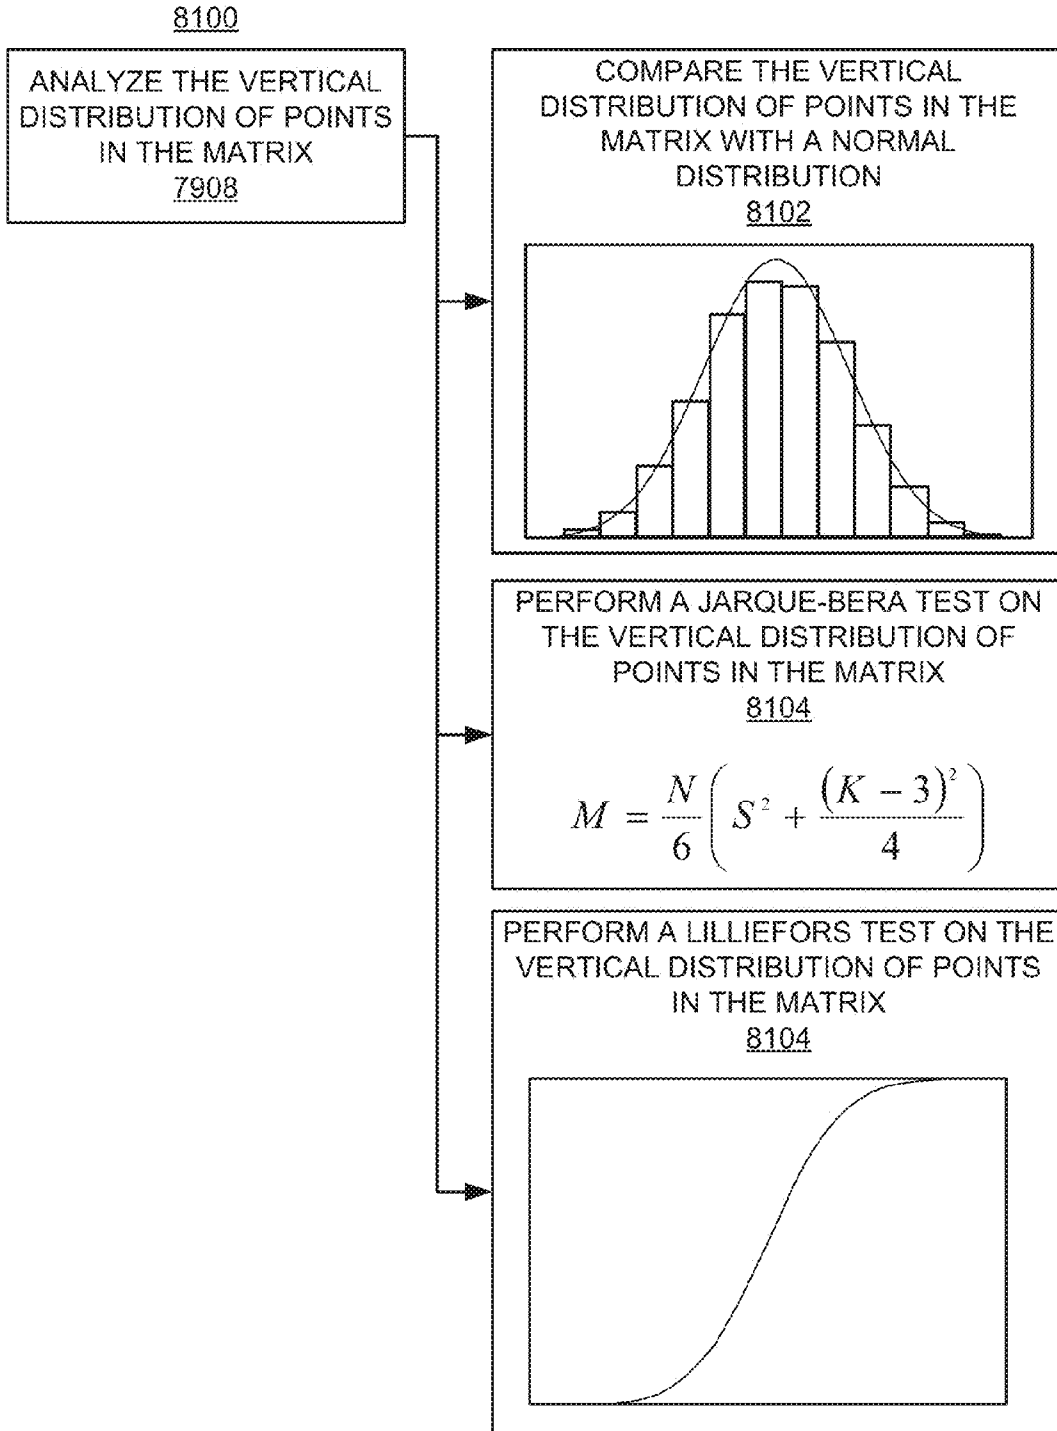 8100
ANALYZE THE VERTICAL
DISTRIBUTION OF POINTS
IN THE MATRIX
7908
COMPARE THE VERTICAL
DISTRIBUTION OF POINTS IN THE
MATRIX WITH A NORMAL
DISTRIBUTION
8102
PERFORM A JARQUE-BERA TEST ON
THE VERTICAL DISTRIBUTION OF
POINTS IN THE MATRIX
8104
M = N/6 ( S² + (K - 3)²/4 )
PERFORM A LILLIEFORS TEST ON THE
VERTICAL DISTRIBUTION OF POINTS
IN THE MATRIX
8104